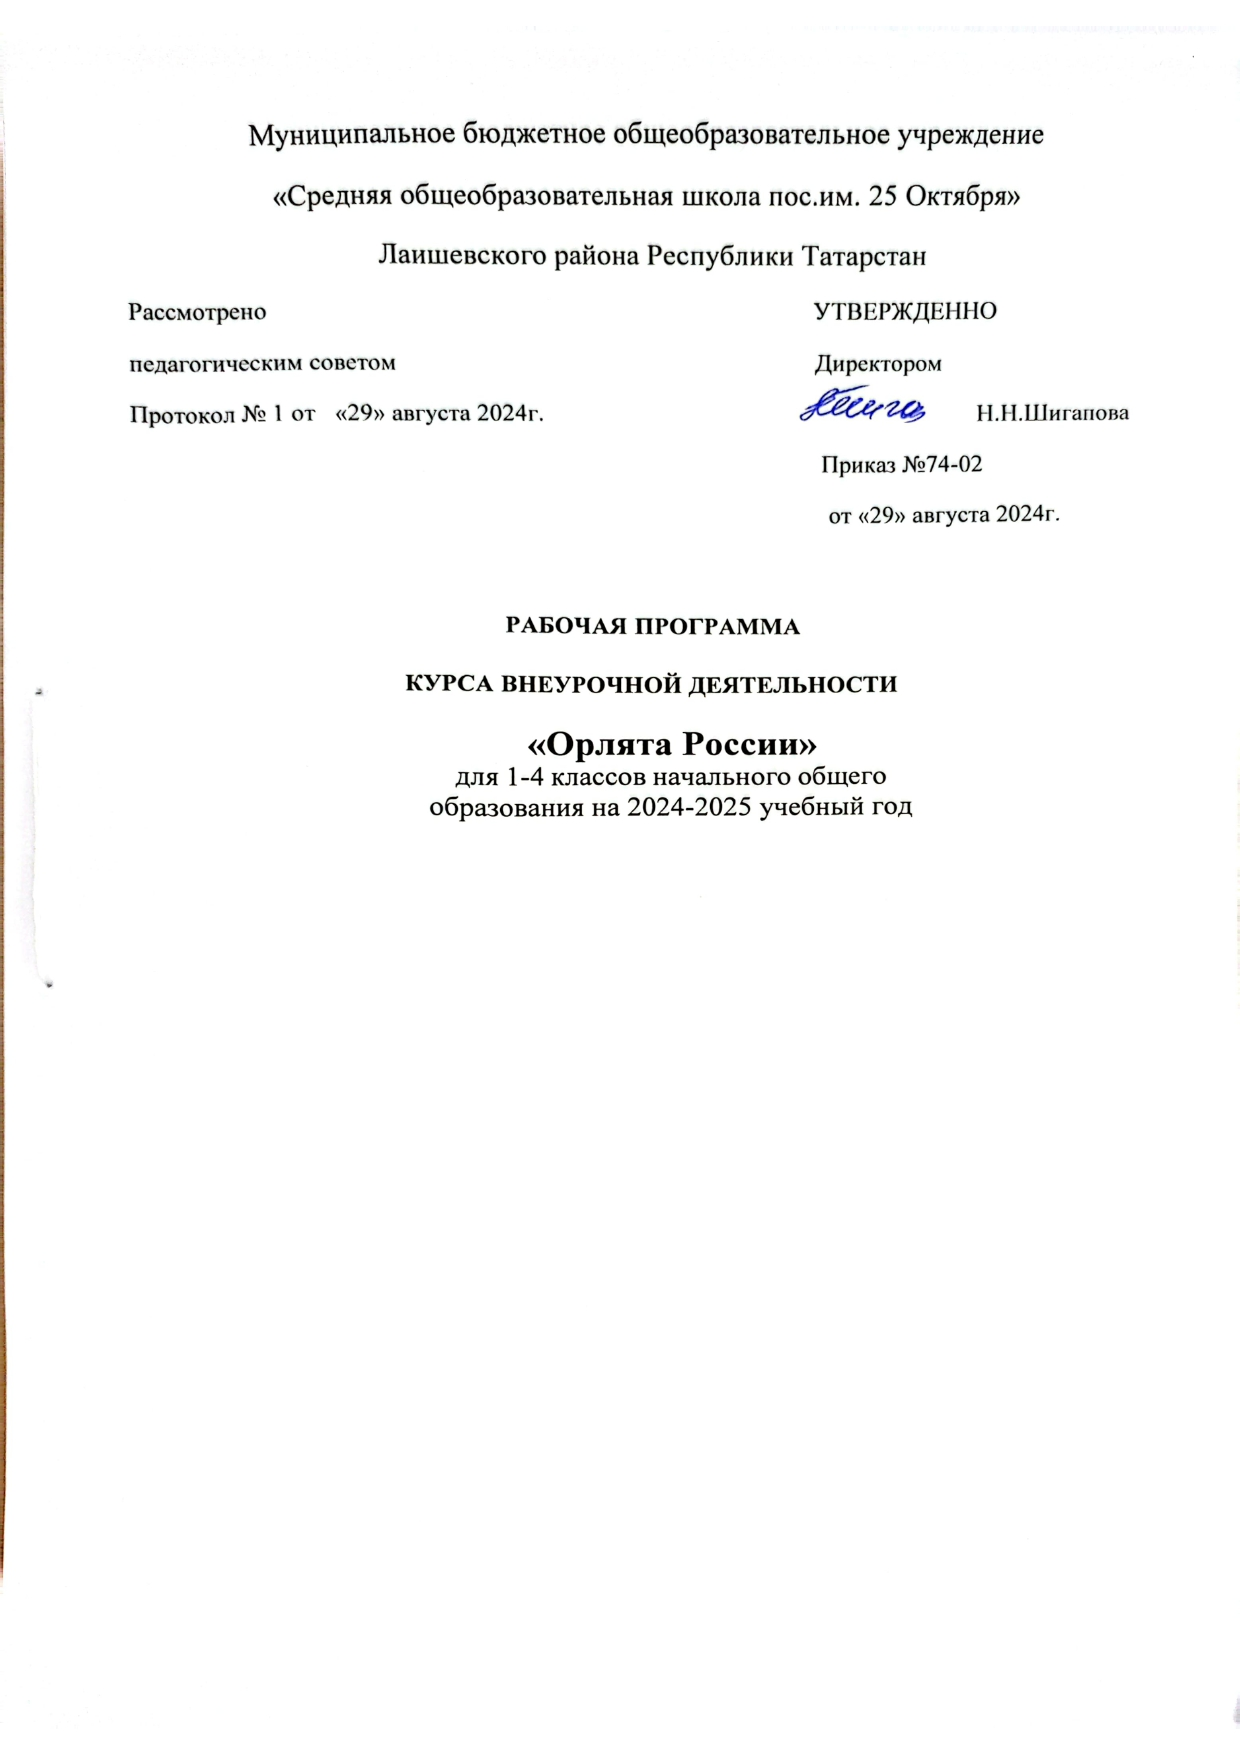 Муниципальное бюджетное общеобразовательное учреждение
«Средняя общеобразовательная школа пос.им. 25 Октября»
Лаишевского района Республики Татарстан
Рассмотрено
педагогическим советом
Протокол № 1 от «29» августа 2024г.
УТВЕРЖДЕННО
Директором
Н.Н.Шигапова
Приказ №74-02
от «29» августа 2024г.
РАБОЧАЯ ПРОГРАММА
КУРСА ВНЕУРОЧНОЙ ДЕЯТЕЛЬНОСТИ
«Орлята России»
для 1-4 классов начального общего
образования на 2024-2025 учебный год